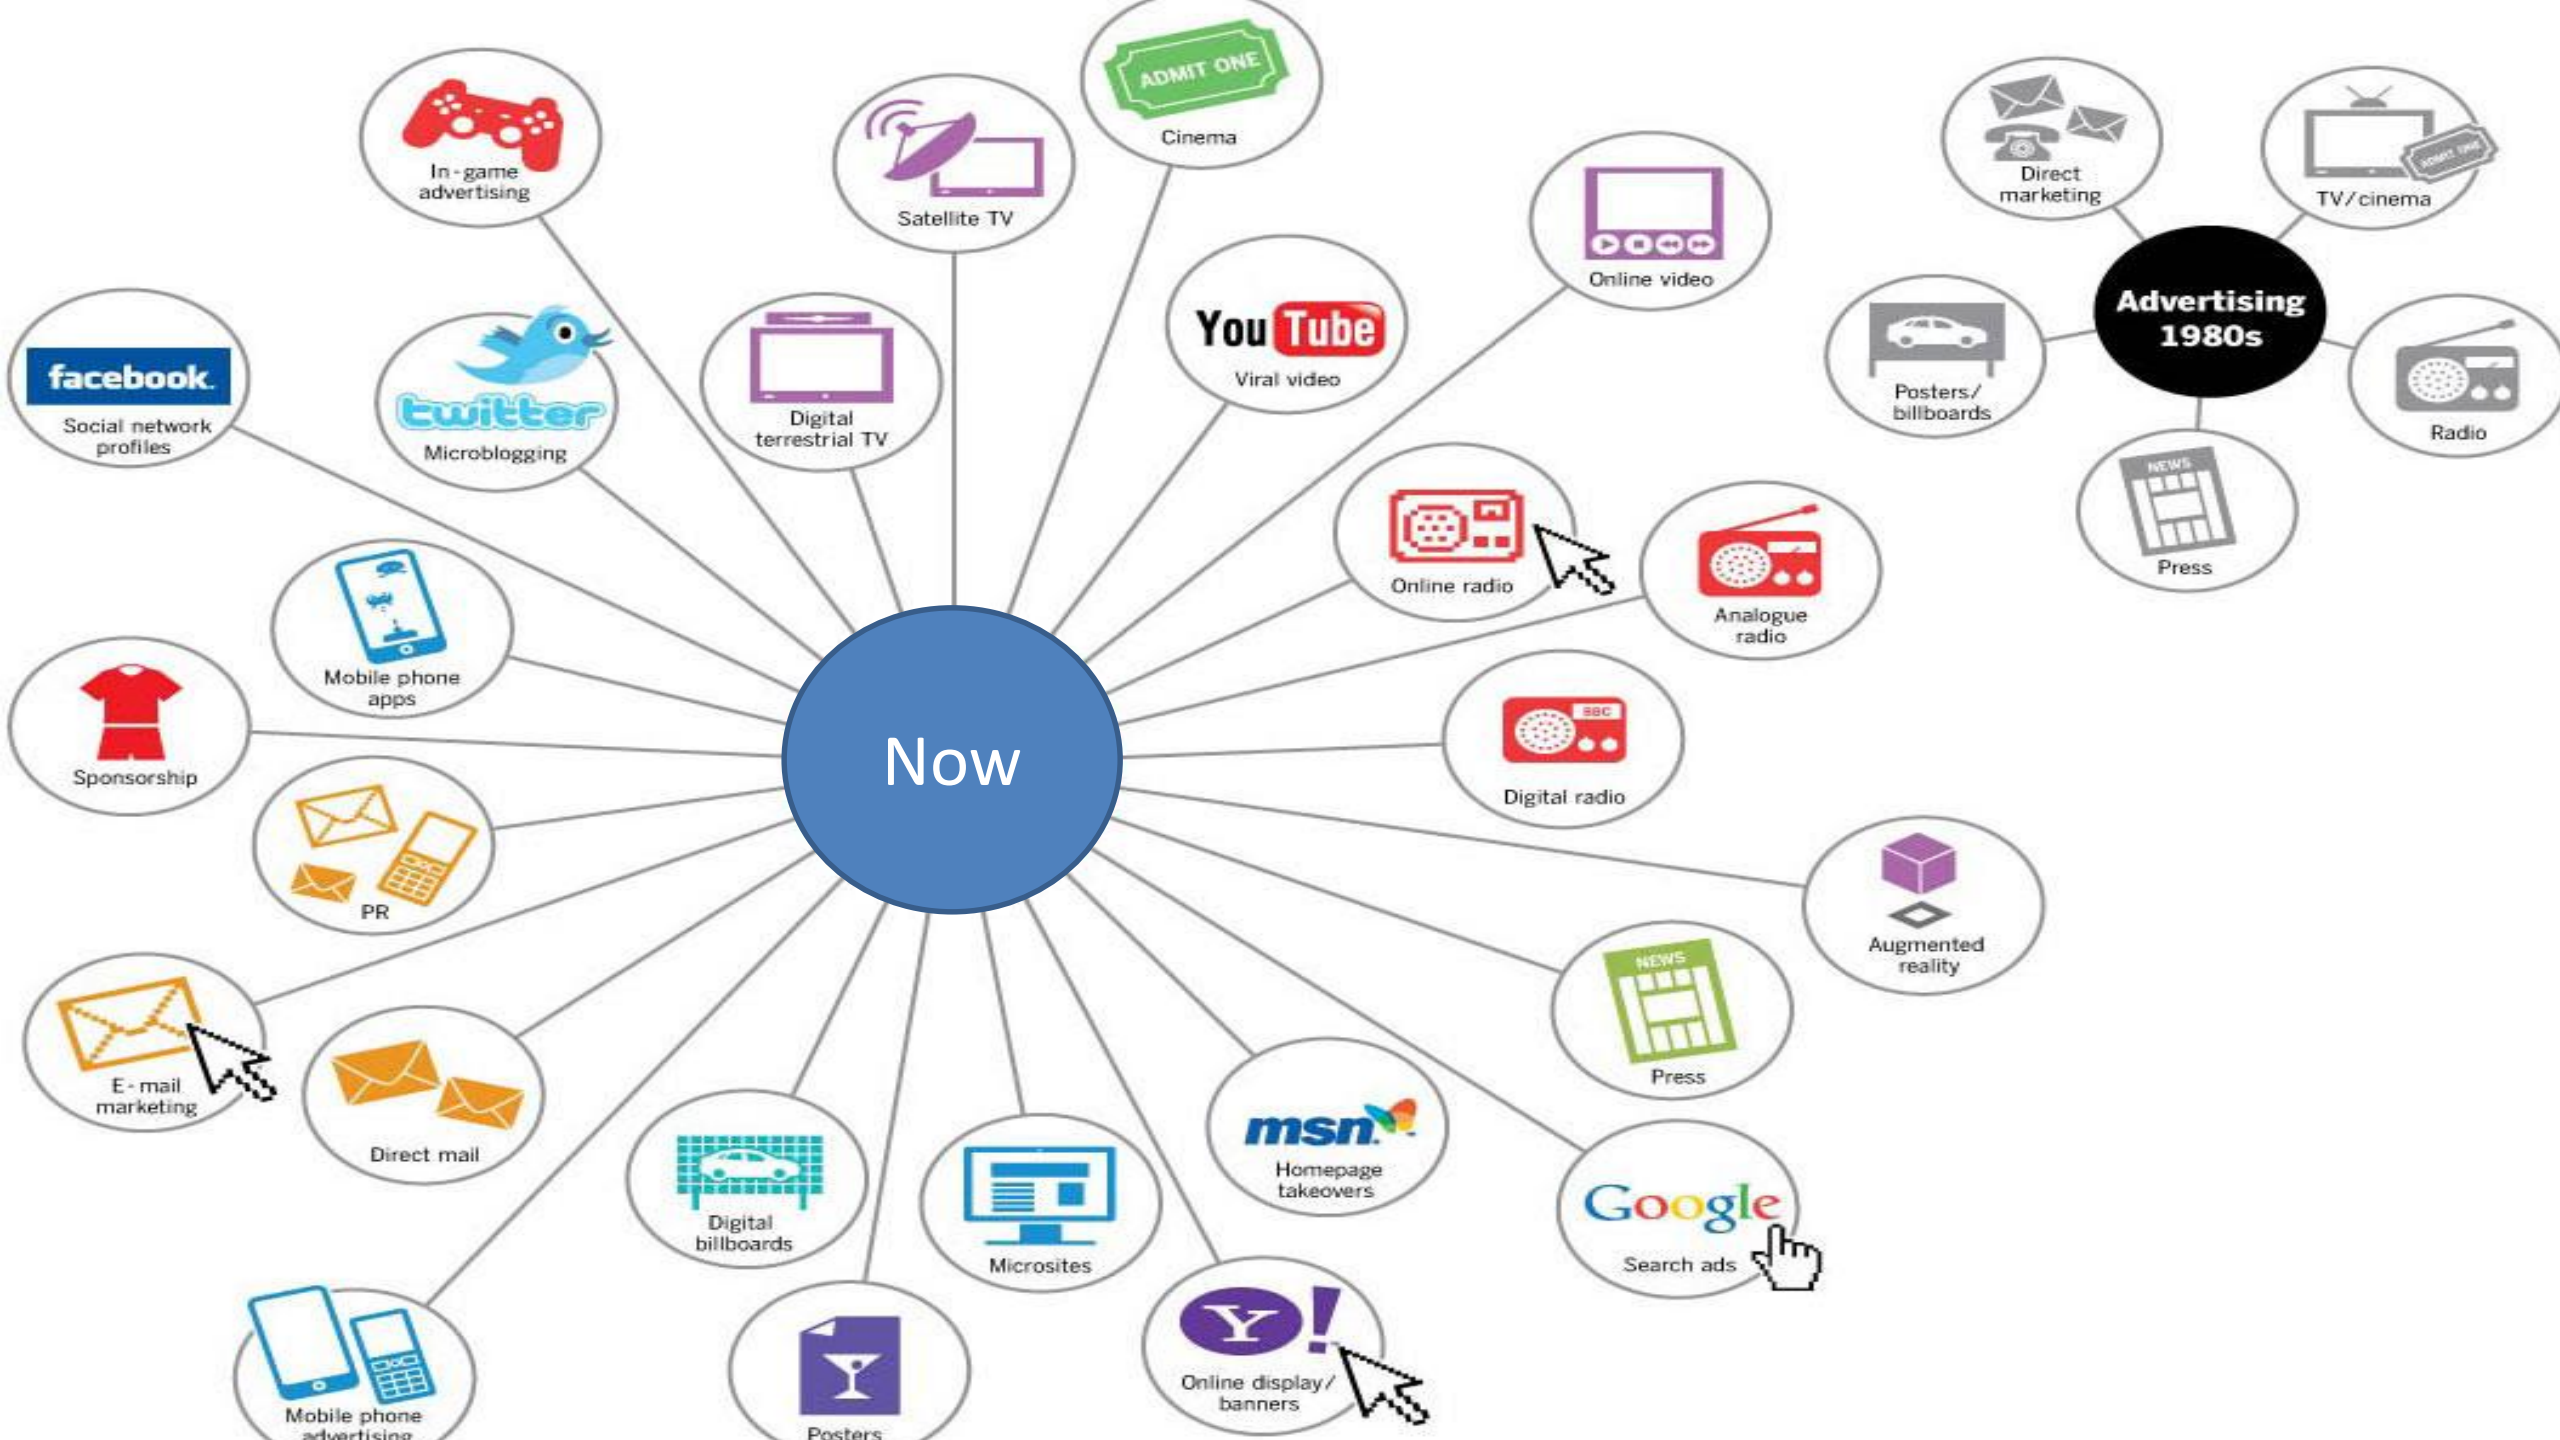 ADMIT ONE
Cinema
In-game
advertising
Satellite TV
Direct
marketing
ADMIT ONE
TV/cinema
Online video
You Tube
Viral video
Advertising
1980s
facebook.
Social network
profiles
twitter
Microblogging
Digital
terrestrial TV
Posters/
billboards
Radio
NEWS
Press
Online radio
Analogue
radio
Mobile phone
apps
Sponsorship
Now
BBC
Digital radio
PR
Augmented
reality
NEWS
Press
E-mail
marketing
Direct mail
msn
Homepage
takeovers
Digital
billboards
Microsites
Google
Search ads
Y!
Online display/
banners
Mobile phone
advertising
Posters